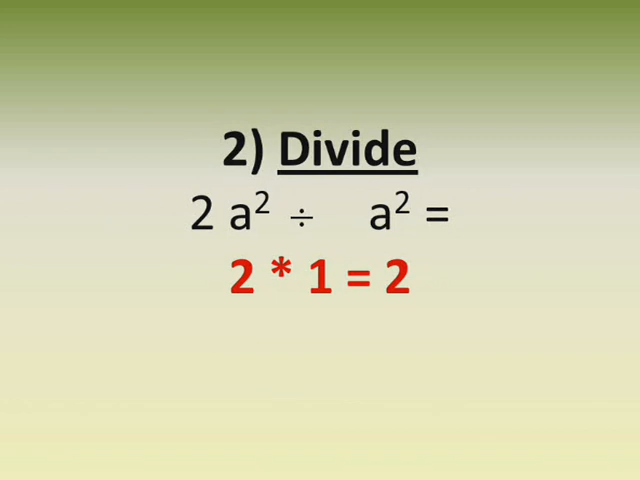 2) Divide
2 a² ÷ a² =
2 * 1 = 2